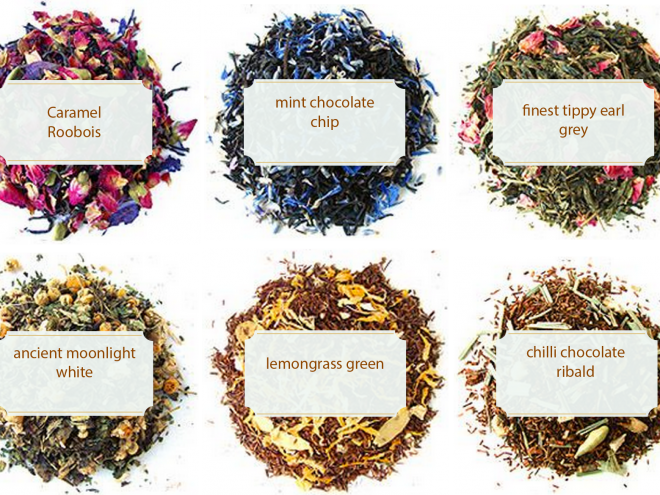 Caramel
Roobois
mint chocolate
chip
finest tippy earl
grey
ancient moonlight
white
lemongrass green
chilli chocolate
ribald